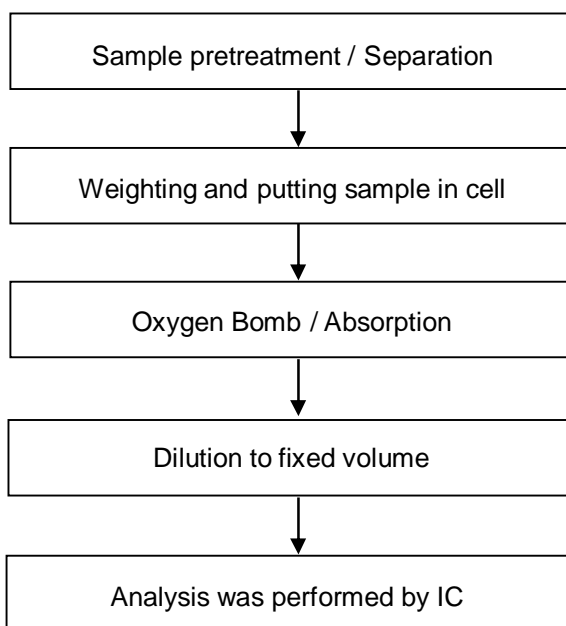 Sample pretreatment / Separation
Weighting and putting sample in cell
Oxygen Bomb / Absorption
Dilution to fixed volume
Analysis was performed by IC